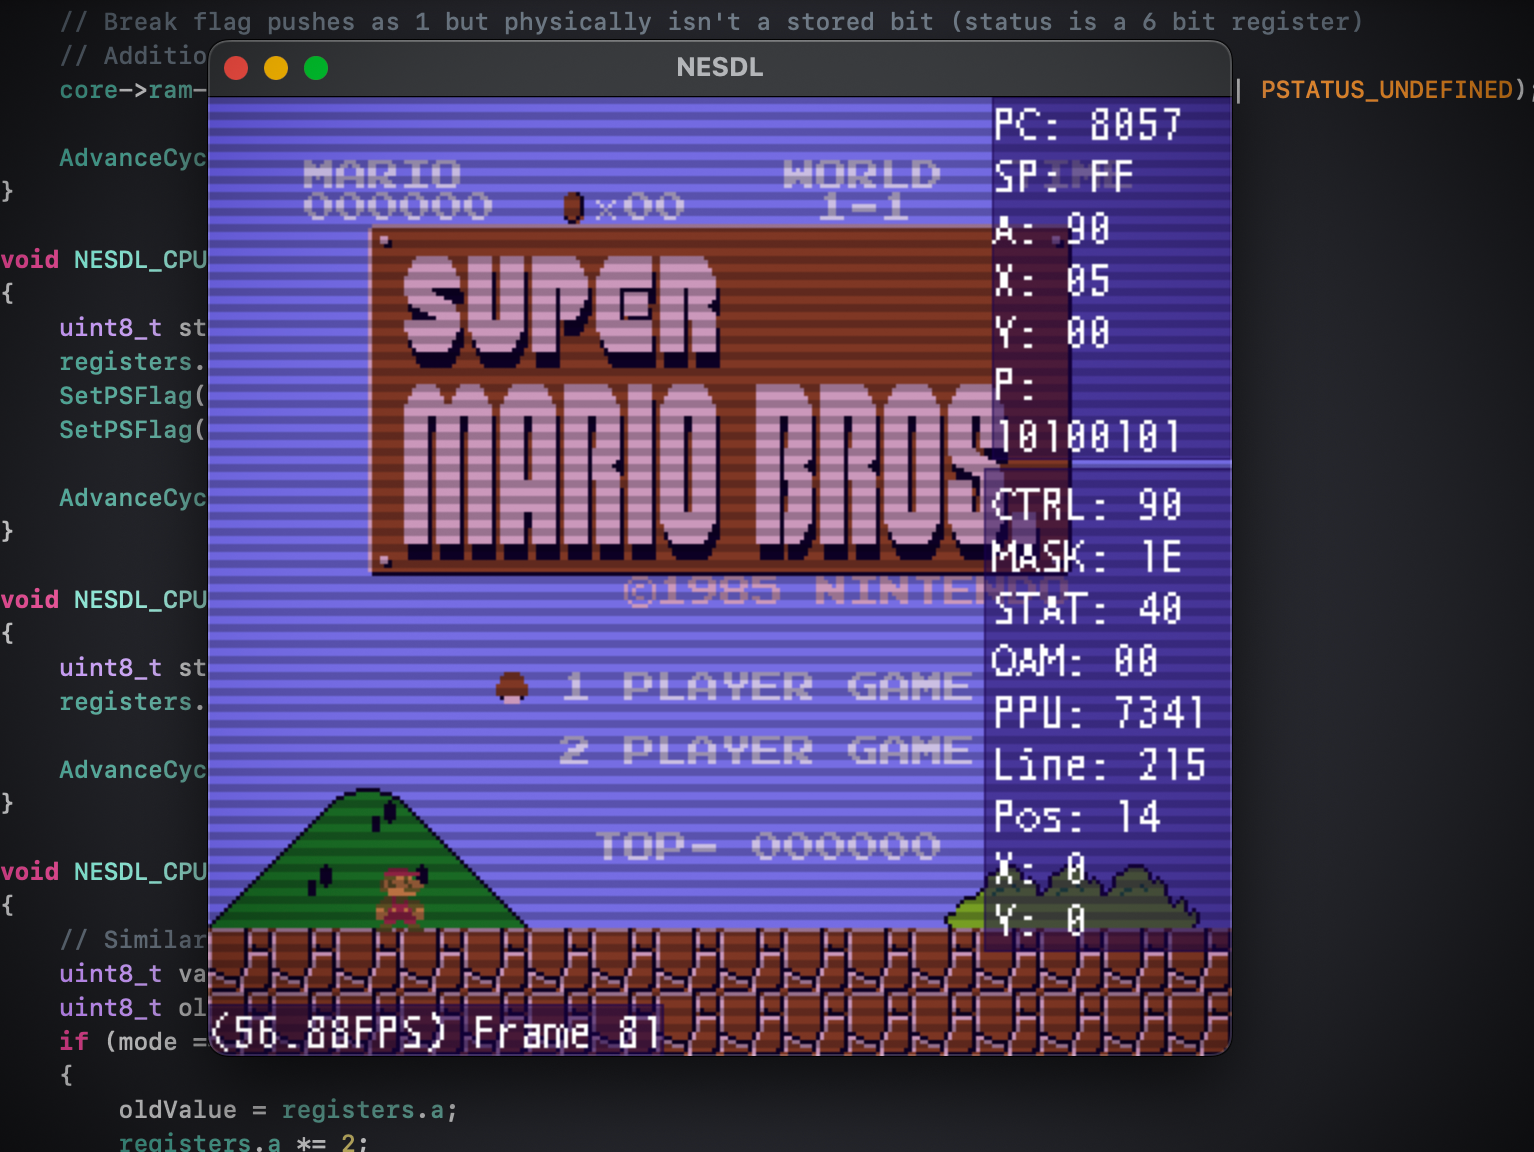 // Break flag pushes as 1 but physically isn't a stored bit (status is a 6 bit register)
// Additio
core->ram-
| PSTATUS_UNDEFINED);
AdvanceCyc
}
void NESDL_CPU
{
uint8_t st
registers.
SetPSFlag(
SetPSFlag(
AdvanceCyc
}
void NESDL_CPU
{
uint8_t st
registers.
AdvanceCyc
}
void NESDL_CPU
{
// Similar
uint8_t va
uint8_t ol
if (mode =
{
oldValue = registers.a;
registers.a *= 2;
NESDL
MARIO
WORLD
000000
×00
1-1
SUPER
MARIO BROS.
©1985 NINTENDO
1 PLAYER GAME
2 PLAYER GAME
TOP- 000000
PC: 8057
SP: FF
A: 90
X: 05
Y: 00
P:
10100101
CTRL: 90
MASK: 1E
STAT: 40
OAM: 00
PPU: 7341
Line: 215
Pos: 14
X: 0
Y: 0
(56.88FPS) Frame 81